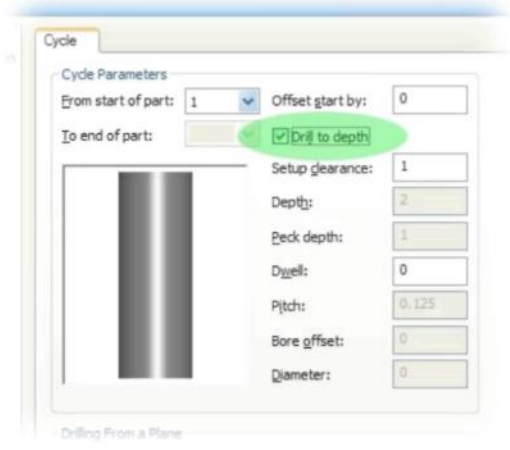 Cycle
Cycle Parameters
From start of part: 1 Offset start by: 0
To end of part: Drill to depth
Setup clearance: 1
Depth: 2
Peck depth: 1
Dwell: 0
Pitch: 0.125
Bore offset: 0
Diameter: 0
Drilling From a Plane